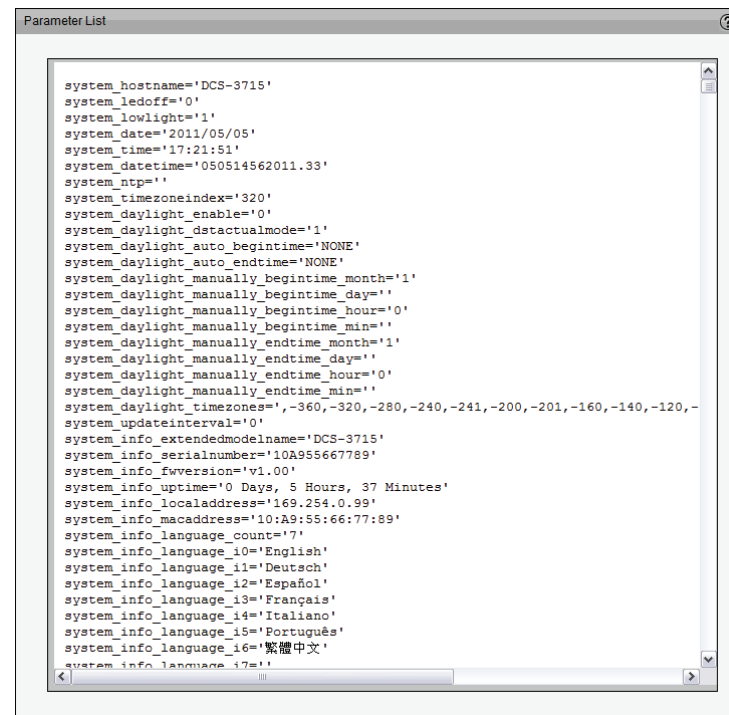 Parameter List
system_hostname='DCS-3715'
system_ledoff='0'
system_lowlight='1'
system_date='2011/05/05'
system_time='17:21:51'
system_datetime='050514562011.33'
system_ntp=''
system_timezoneindex='320'
system_daylight_enable='0'
system_daylight_dstactualmode='1'
system_daylight_auto_begintime='NONE'
system_daylight_auto_endtime='NONE'
system_daylight_manually_begintime_month='1'
system_daylight_manually_begintime_day=''
system_daylight_manually_begintime_hour='0'
system_daylight_manually_begintime_min=''
system_daylight_manually_endtime_month='1'
system_daylight_manually_endtime_day=''
system_daylight_manually_endtime_hour='0'
system_daylight_manually_endtime_min=''
system_daylight_timezones=',-360,-320,-280,-240,-241,-200,-201,-160,-140,-120,-
system_updateinterval='0'
system_info_extendedmodelname='DCS-3715'
system_info_serialnumber='10A955667789'
system_info_fwversion='v1.00'
system_info_uptime='0 Days, 5 Hours, 37 Minutes'
system_info_localaddress='169.254.0.99'
system_info_macaddress='10:A9:55:66:77:89'
system_info_language_count='7'
system_info_language_i0='English'
system_info_language_i1='Deutsch'
system_info_language_i2='Español'
system_info_language_i3='Français'
system_info_language_i4='Italiano'
system_info_language_i5='Português'
system_info_language_i6='繁體中文'
system_info_language_i7=''